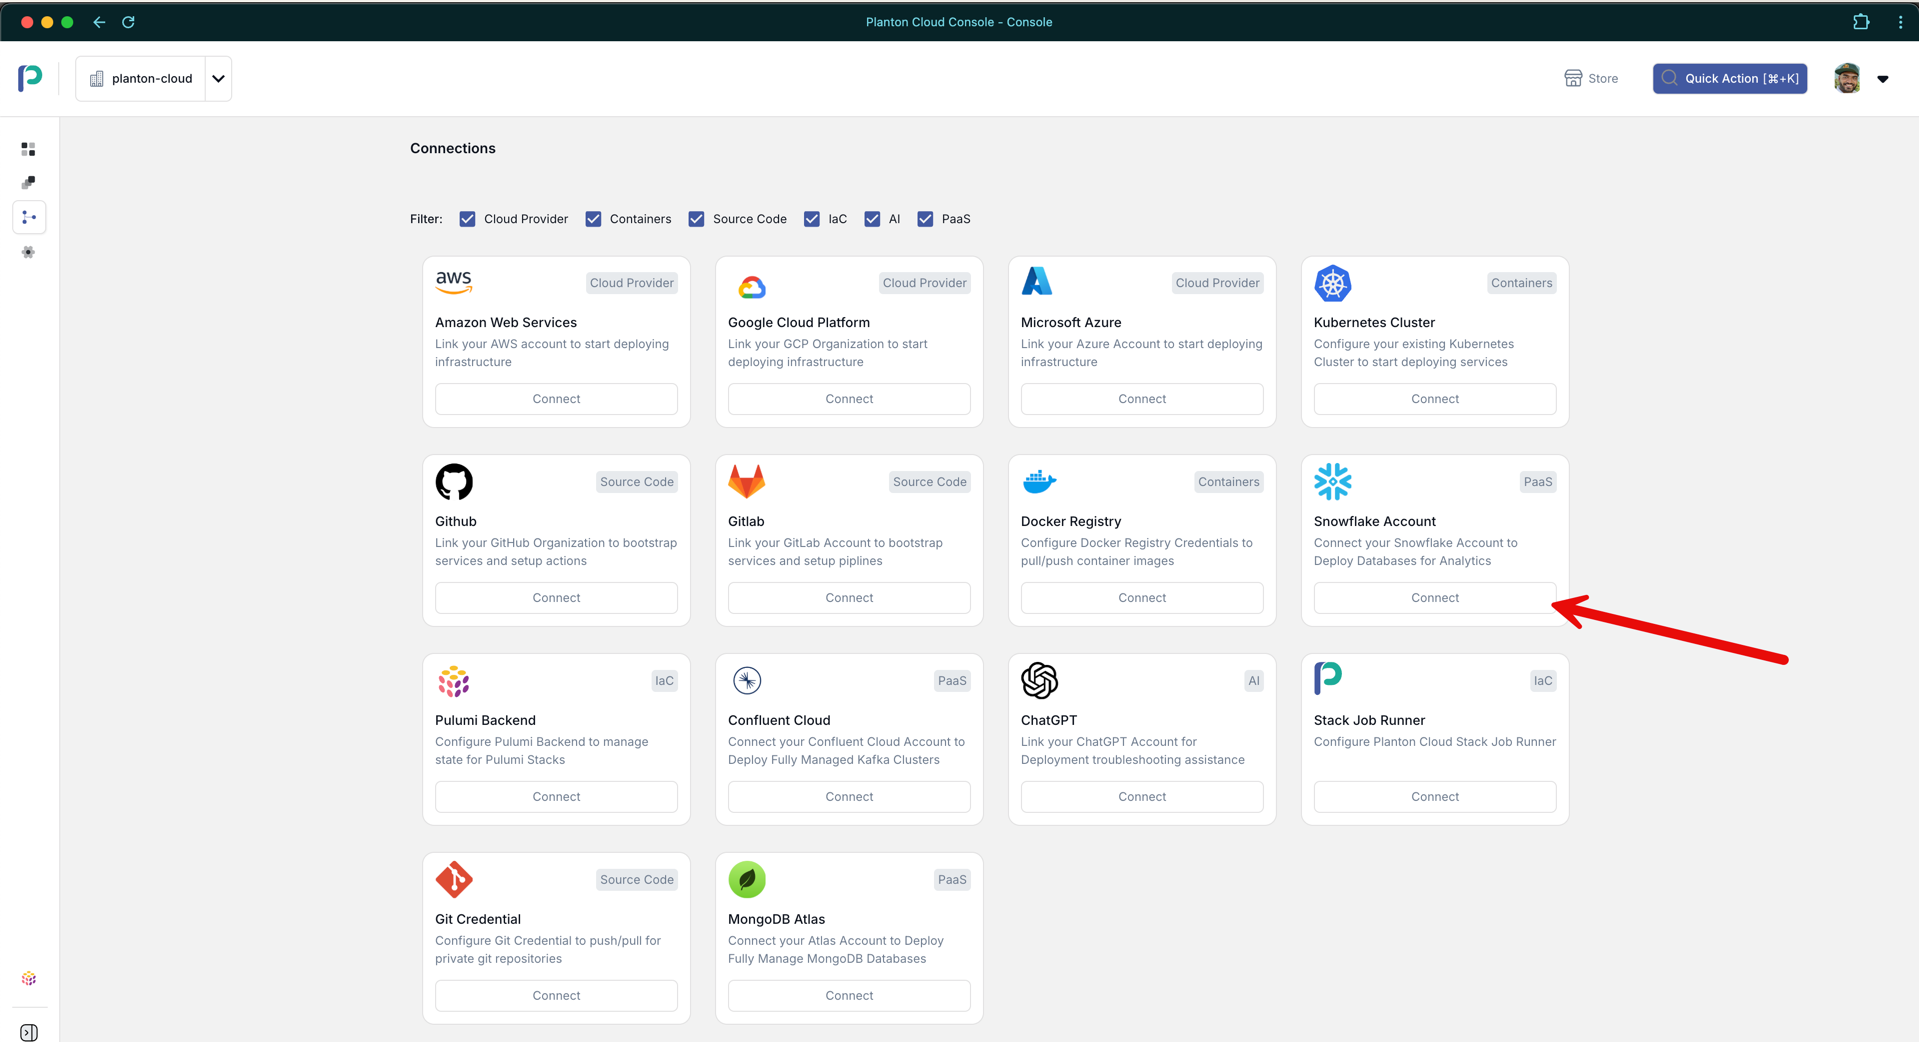 Planton Cloud Console - Console
planton-cloud
Store
Quick Action [⌘+K]
Connections
Filter:
Cloud Provider
Containers
Source Code
IaC
AI
PaaS
aws
Cloud Provider
Amazon Web Services
Link your AWS account to start deploying
infrastructure
Connect
Cloud Provider
Google Cloud Platform
Link your GCP Organization to start
deploying infrastructure
Connect
Cloud Provider
Microsoft Azure
Link your Azure Account to start deploying
infrastructure
Connect
Containers
Kubernetes Cluster
Configure your existing Kubernetes
Cluster to start deploying services
Connect
Source Code
Github
Link your GitHub Organization to bootstrap
services and setup actions
Connect
Source Code
Gitlab
Link your GitLab Account to bootstrap
services and setup piplines
Connect
Containers
Docker Registry
Configure Docker Registry Credentials to
pull/push container images
Connect
PaaS
Snowflake Account
Connect your Snowflake Account to
Deploy Databases for Analytics
Connect
IaC
Pulumi Backend
Configure Pulumi Backend to manage
state for Pulumi Stacks
Connect
PaaS
Confluent Cloud
Connect your Confluent Cloud Account to
Deploy Fully Managed Kafka Clusters
Connect
AI
ChatGPT
Link your ChatGPT Account for
Deployment troubleshooting assistance
Connect
IaC
Stack Job Runner
Configure Planton Cloud Stack Job Runner
Connect
Source Code
Git Credential
Configure Git Credential to push/pull for
private git repositories
Connect
PaaS
MongoDB Atlas
Connect your Atlas Account to Deploy
Fully Manage MongoDB Databases
Connect